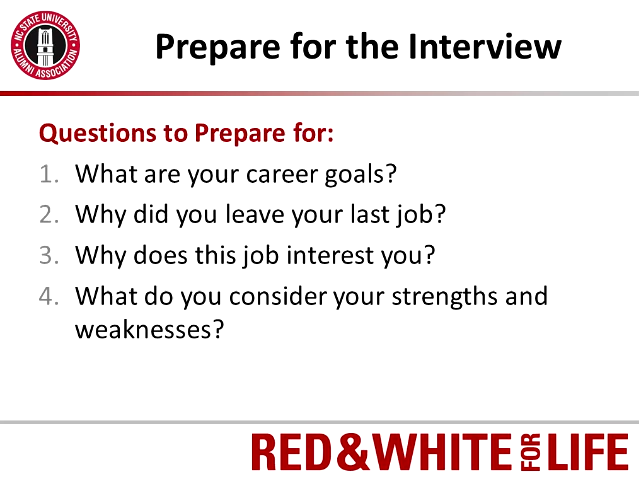 NC STATE UNIVERSITY
ALUMNI ASSOCIATION
Prepare for the Interview
Questions to Prepare for:
1. What are your career goals?
2. Why did you leave your last job?
3. Why does this job interest you?
4. What do you consider your strengths and
weaknesses?
RED&WHITE FOR LIFE